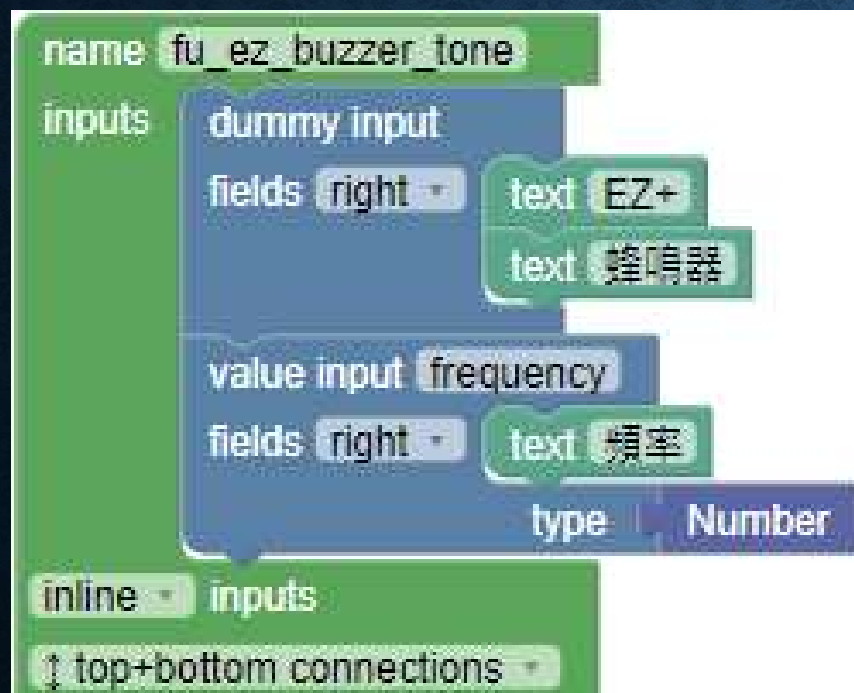 name fu_ez_buzzer_tone
inputs dummy input
fields right text EZ+
text 蜂鳴器
value input frequency
fields right text 頻率
type Number
inline inputs
↕ top+bottom connections